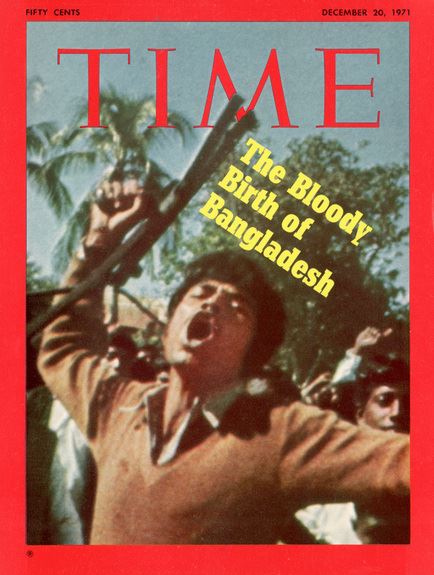 FIFTY CENTS
DECEMBER 20, 1971
TIME
The Bloody
Birth of
Bangladesh
®